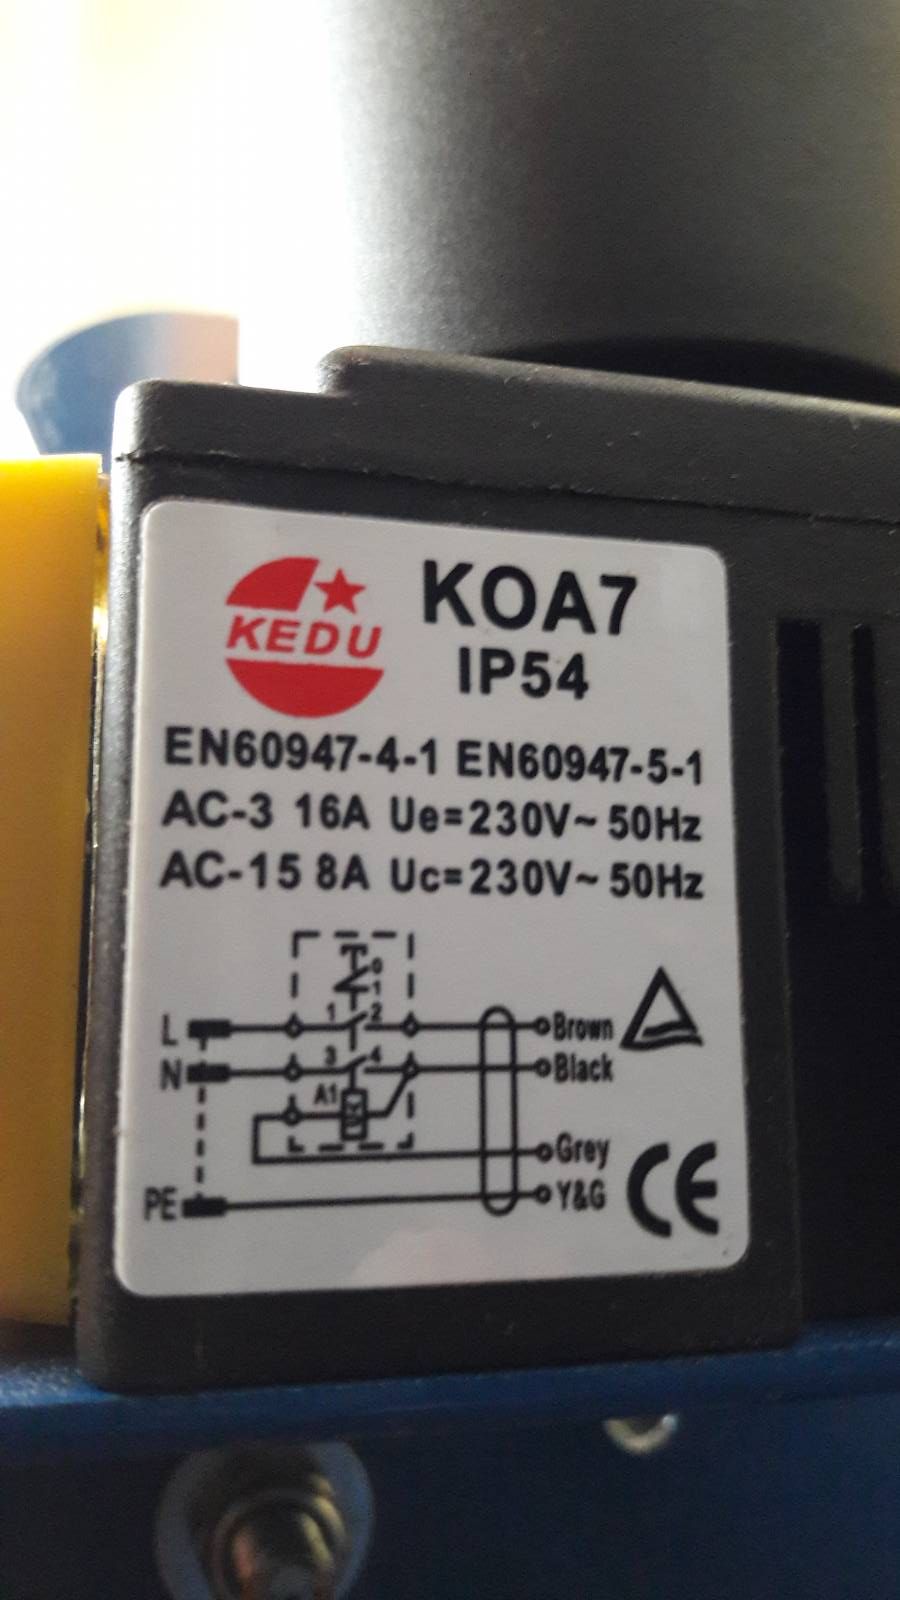 KEDU
KOA7
IP54
EN60947-4-1 EN60947-5-1
AC-3 16A Ue=230V~ 50Hz
AC-15 8A Uc=230V~ 50Hz
0
1
L 1 2 Brown
N 3 4 Black
A1
Grey
PE Y&G
CE